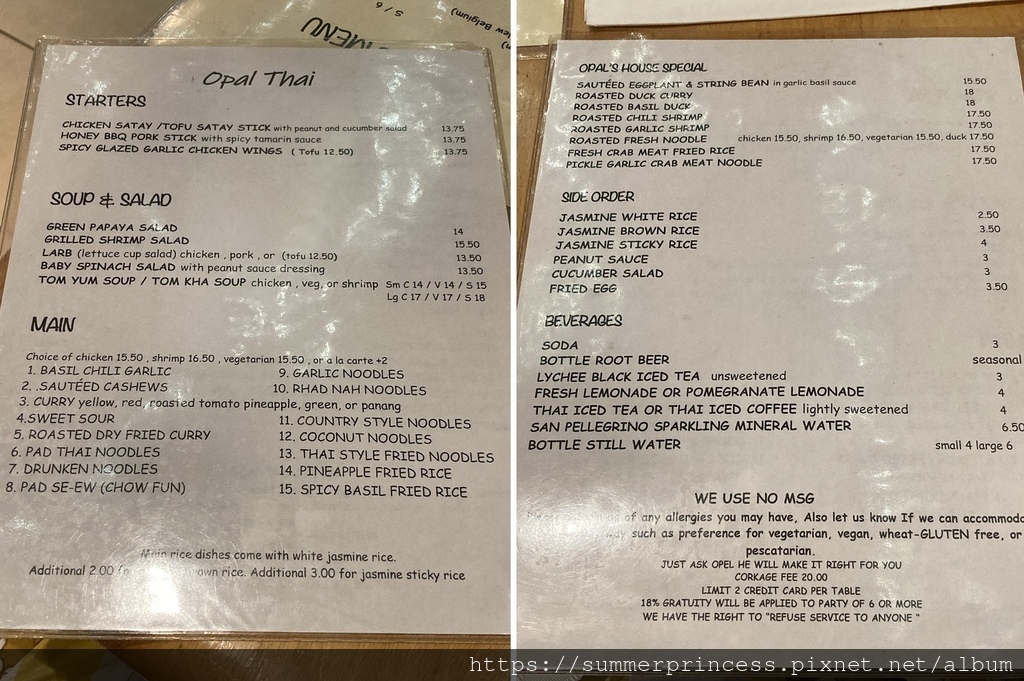 S / 6
MENU
New Belgium)
Opal Thai
STARTERS
CHICKEN SATAY /TOFU SATAY STICK with peanut and cucumber salad 13.75
HONEY BBQ PORK STICK with spicy tamarin sauce 13.75
SPICY GLAZED GARLIC CHICKEN WINGS ( Tofu 12.50) 13.75
SOUP & SALAD
GREEN PAPAYA SALAD 14
GRILLED SHRIMP SALAD 15.50
LARB (lettuce cup salad) chicken , pork , or (tofu 12.50) 13.50
BABY SPINACH SALAD with peanut sauce dressing 13.50
TOM YUM SOUP / TOM KHA SOUP chicken , veg, or shrimp Sm C 14 / V 14 / S 15
Lg C 17 / V 17 / S 18
MAIN
Choice of chicken 15.50 , shrimp 16.50 , vegetarian 15.50 , or a la carte +2
1. BASIL CHILI GARLIC 9. GARLIC NOODLES
2. .SAUTÉED CASHEWS 10. RHAD NAH NOODLES
3. CURRY yellow, red, roasted tomato pineapple, green, or panang
4.SWEET SOUR 11. COUNTRY STYLE NOODLES
5. ROASTED DRY FRIED CURRY 12. COCONUT NOODLES
6. PAD THAI NOODLES 13. THAI STYLE FRIED NOODLES
7. DRUNKEN NOODLES 14. PINEAPPLE FRIED RICE
8. PAD SE-EW (CHOW FUN) 15. SPICY BASIL FRIED RICE
Main rice dishes come with white jasmine rice.
Additional 2.00 own rice. Additional 3.00 for jasmine sticky rice
OPAL'S HOUSE SPECIAL
SAUTÉED EGGPLANT & STRING BEAN in garlic basil sauce 15.50
ROASTED DUCK CURRY 18
ROASTED BASIL DUCK 18
ROASTED CHILI SHRIMP 17.50
ROASTED GARLIC SHRIMP 17.50
ROASTED FRESH NOODLE chicken 15.50, shrimp 16.50, vegetarian 15.50, duck 17.50
FRESH CRAB MEAT FRIED RICE 17.50
PICKLE GARLIC CRAB MEAT NOODLE 17.50
SIDE ORDER
JASMINE WHITE RICE 2.50
JASMINE BROWN RICE 3.50
JASMINE STICKY RICE 4
PEANUT SAUCE 3
CUCUMBER SALAD 3
FRIED EGG 3.50
BEVERAGES
SODA 3
BOTTLE ROOT BEER seasonal
LYCHEE BLACK ICED TEA unsweetened 3
FRESH LEMONADE OR POMEGRANATE LEMONADE 4
THAI ICED TEA OR THAI ICED COFFEE lightly sweetened 4
SAN PELLEGRINO SPARKLING MINERAL WATER 6.50
BOTTLE STILL WATER small 4 large 6
WE USE NO MSG
of any allergies you may have, Also let us know If we can accommoda
such as preference for vegetarian, vegan, wheat-GLUTEN free, or
pescatarian.
JUST ASK OPEL HE WILL MAKE IT RIGHT FOR YOU
CORKAGE FEE 20.00
LIMIT 2 CREDIT CARD PER TABLE
18% GRATUITY WILL BE APPLIED TO PARTY OF 6 OR MORE
WE HAVE THE RIGHT TO "REFUSE SERVICE TO ANYONE "
https://summerprincess.pixnet.net/album